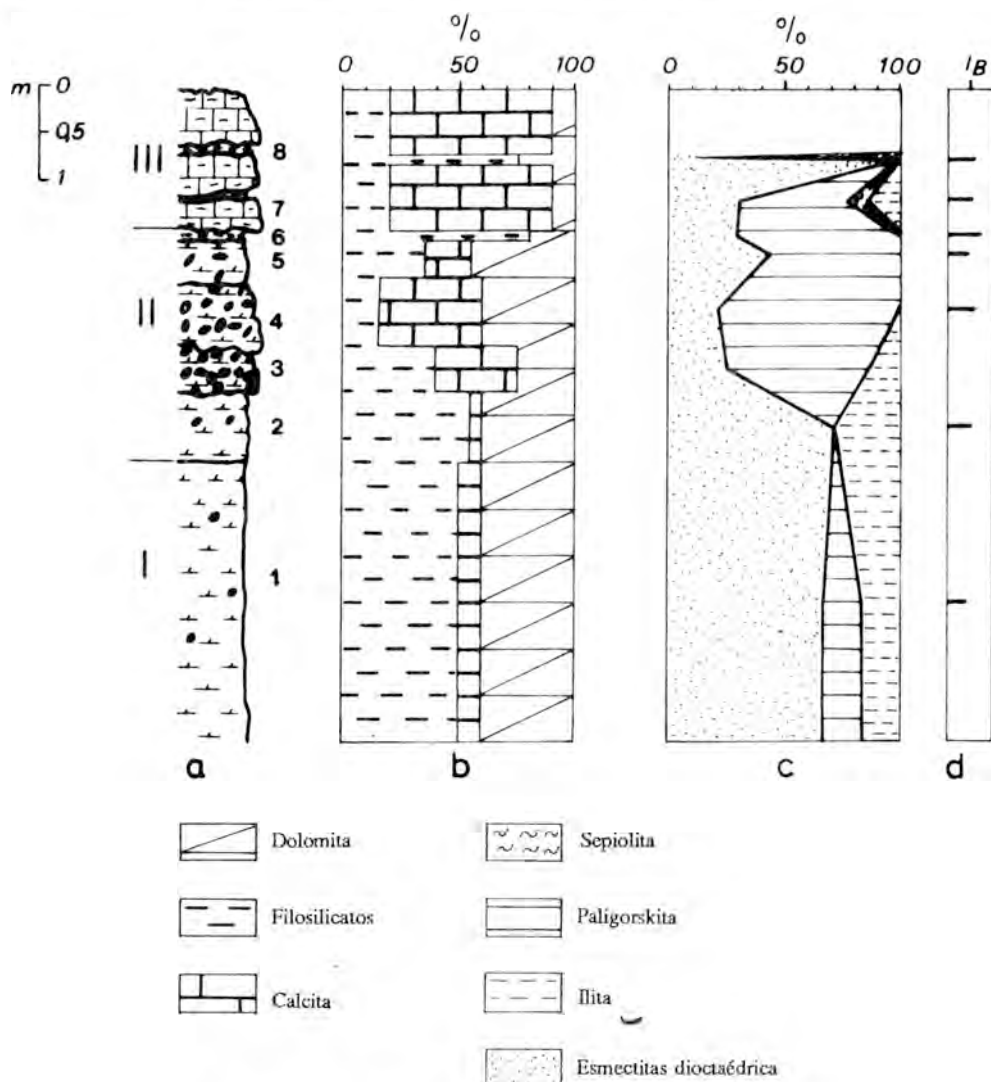 % %
0 50 100 0 50 100 IB
m 0
0,5
1
III 8
7
6
5
II 4
3
2
I 1
a b c d
Dolomita Sepiolita
Filosilicatos Paligorskita
Calcita Ilita
Esmectitas dioctaédrica